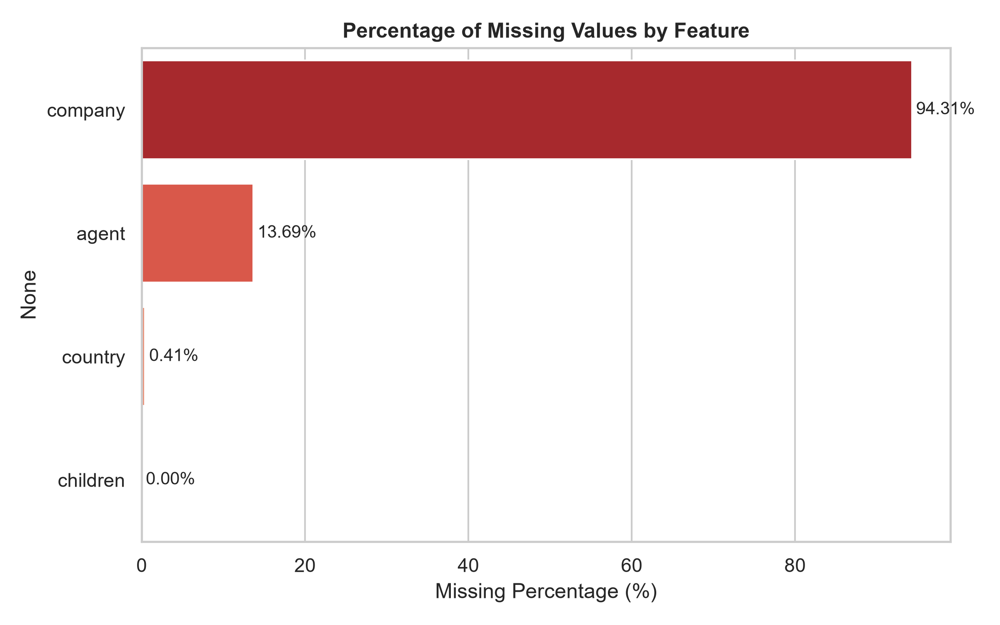 Percentage of Missing Values by Feature
company
94.31%
agent
13.69%
None
country
0.41%
children
0.00%
0 20 40 60 80
Missing Percentage (%)